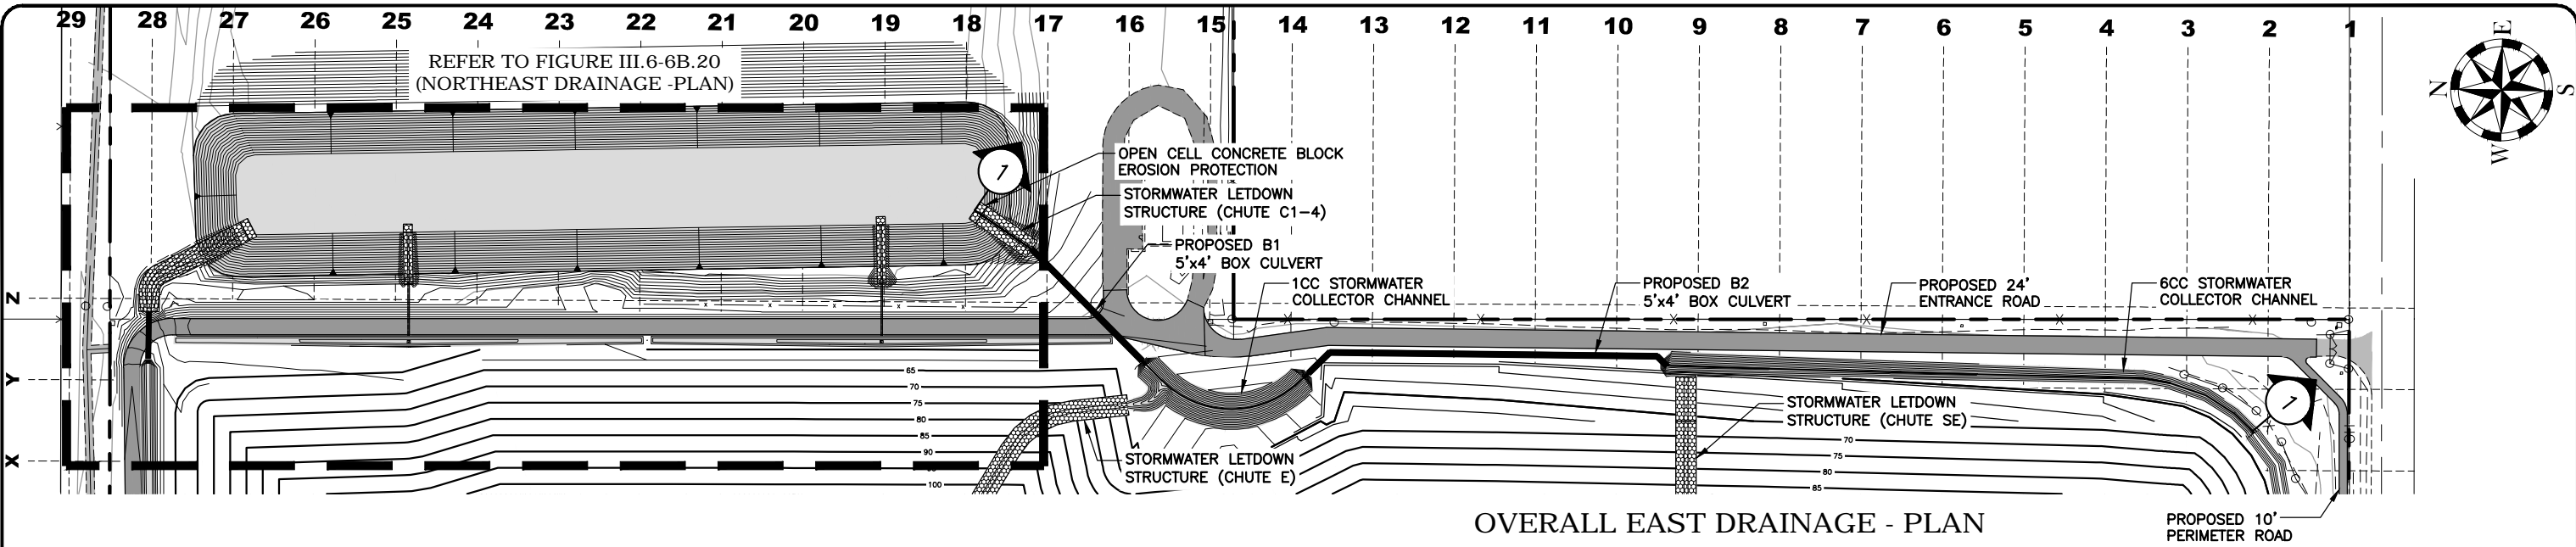 29 28 27 26 25 24 23 22 21 20 19 18 17 16 15 14 13 12 11 10 9 8 7 6 5 4 3 2 1
E
N
S
W
REFER TO FIGURE III.6-6B.20
(NORTHEAST DRAINAGE -PLAN)
1
OPEN CELL CONCRETE BLOCK
EROSION PROTECTION
STORMWATER LETDOWN
STRUCTURE (CHUTE C1-4)
PROPOSED B1
5'x4' BOX CULVERT
1CC STORMWATER
COLLECTOR CHANNEL
PROPOSED B2
5'x4' BOX CULVERT
PROPOSED 24'
ENTRANCE ROAD
6CC STORMWATER
COLLECTOR CHANNEL
Z
Y
X
65
70
75
80
85
90
100
1
STORMWATER LETDOWN
STRUCTURE (CHUTE SE)
70
75
80
85
STORMWATER LETDOWN
STRUCTURE (CHUTE E)
OVERALL EAST DRAINAGE - PLAN
PROPOSED 10'
PERIMETER ROAD